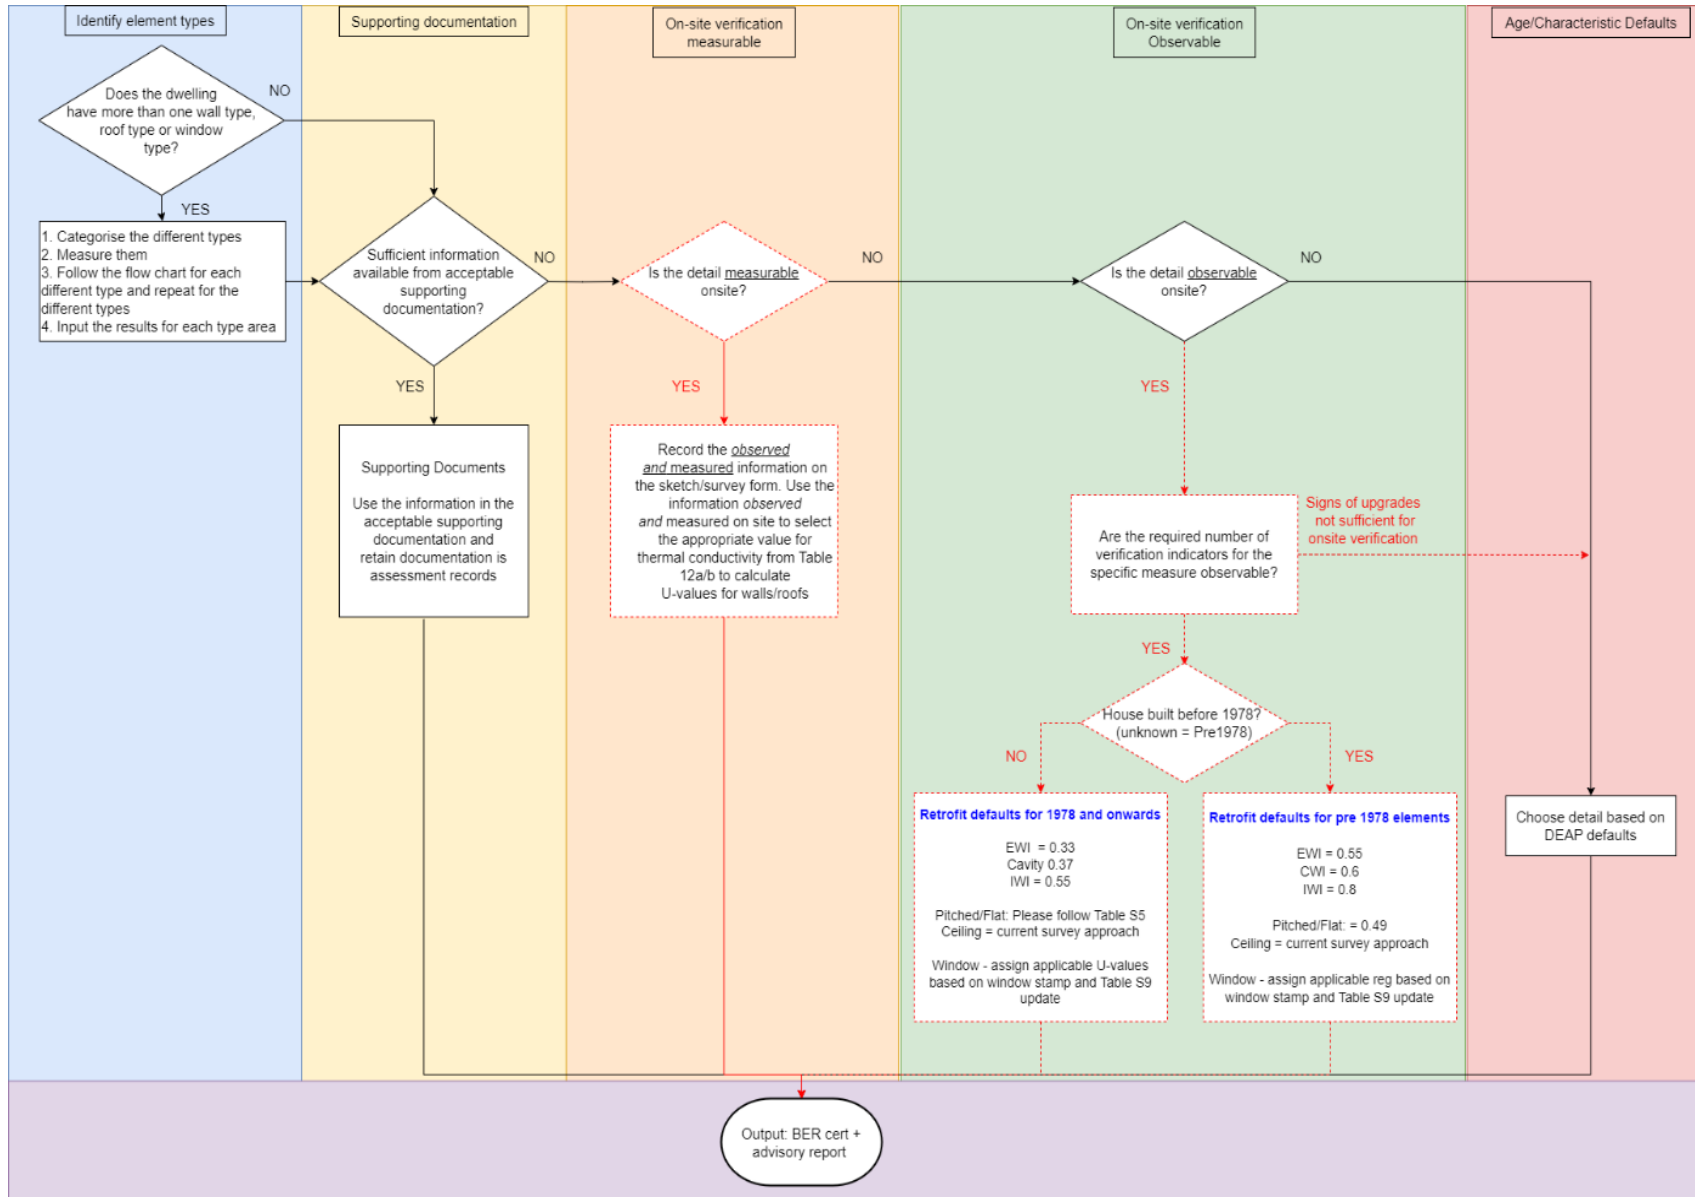 Identify element types
Supporting documentation
On-site verification
measurable
On-site verification
Observable
Age/Characteristic Defaults
Does the dwelling
have more than one wall type,
roof type or window
type?
NO
YES
1. Categorise the different types
2. Measure them
3. Follow the flow chart for each
different type and repeat for the
different types
4. Input the results for each type area
Sufficient information
available from acceptable
supporting
documentation?
NO
YES
Supporting Documents
Use the information in the
acceptable supporting
documentation and
retain documentation is
assessment records
Is the detail measurable
onsite?
NO
YES
Record the observed
and measured information on
the sketch/survey form. Use the
information observed
and measured on site to select
the appropriate value for
thermal conductivity from Table
12a/b to calculate
U-values for walls/roofs
Is the detail observable
onsite?
NO
YES
Are the required number of
verification indicators for the
specific measure observable?
Signs of upgrades
not sufficient for
onsite verification
YES
House built before 1978?
(unknown = Pre1978)
NO
YES
Retrofit defaults for 1978 and onwards
EWI = 0.33
Cavity 0.37
IWI = 0.55
Pitched/Flat: Please follow Table S5
Ceiling = current survey approach
Window - assign applicable U-values
based on window stamp and Table S9
update
Retrofit defaults for pre 1978 elements
EWI = 0.55
CWI = 0.6
IWI = 0.8
Pitched/Flat: = 0.49
Ceiling = current survey approach
Window - assign applicable reg based on
window stamp and Table S9 update
Choose detail based on
DEAP defaults
Output: BER cert +
advisory report